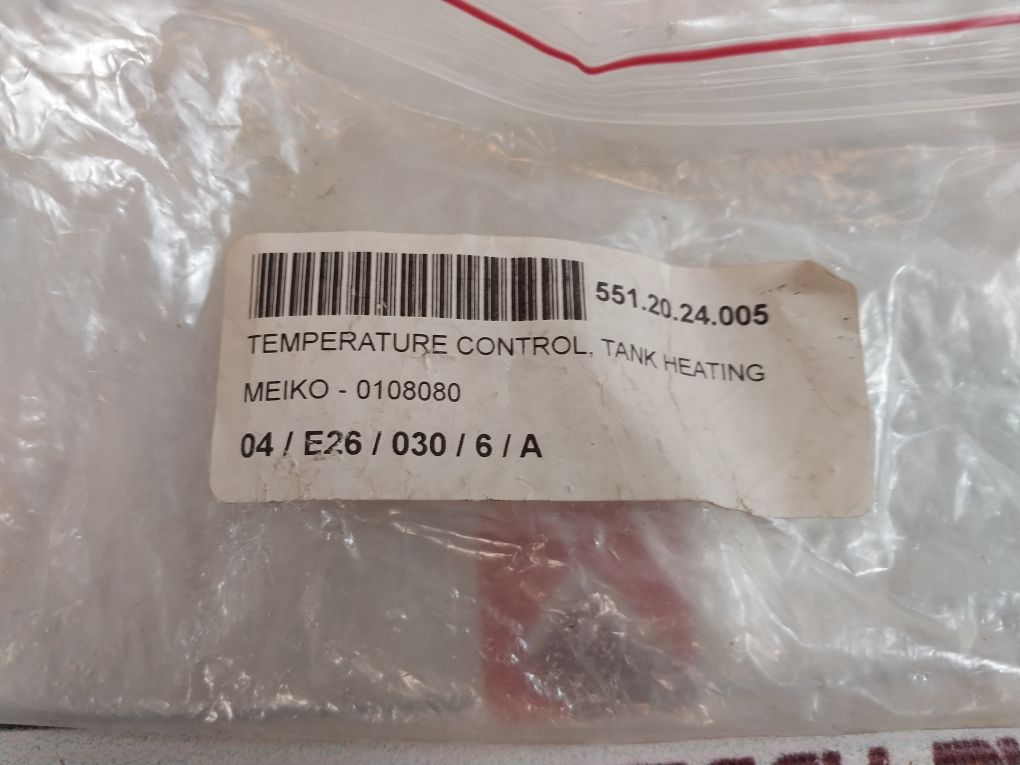 551.20.24.005
TEMPERATURE CONTROL, TANK HEATING
MEIKO - 0108080
04 / E26 / 030 / 6 / A